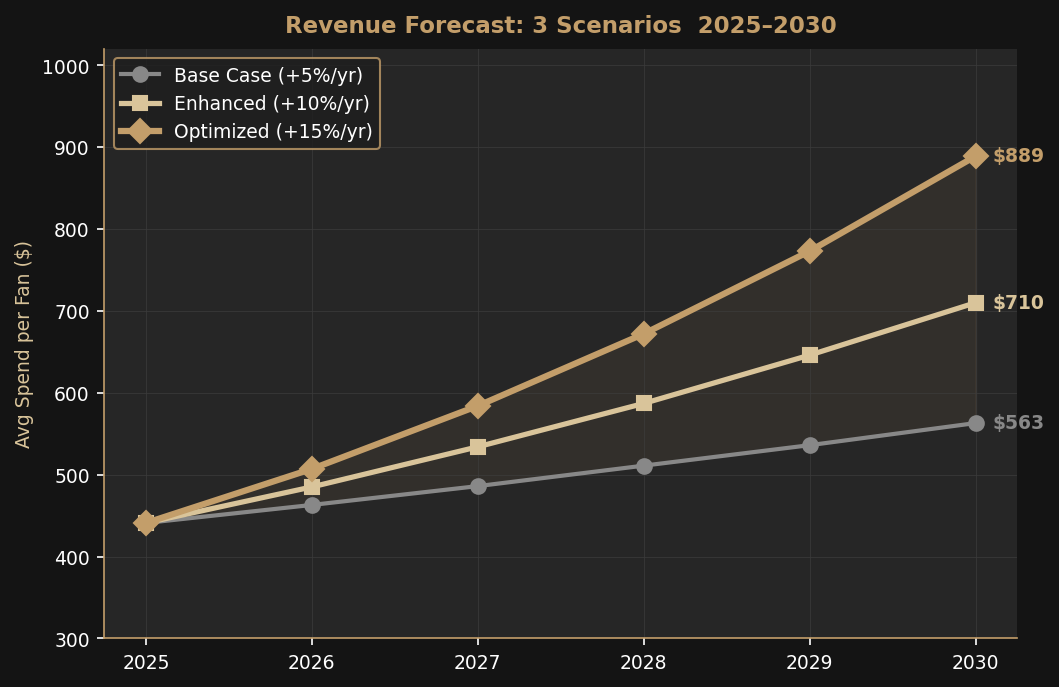 Revenue Forecast: 3 Scenarios  2025–2030
Base Case (+5%/yr)
Enhanced (+10%/yr)
Optimized (+15%/yr)
Avg Spend per Fan ($)
1000
900
800
700
600
500
400
300
$889
$710
$563
2025 2026 2027 2028 2029 2030